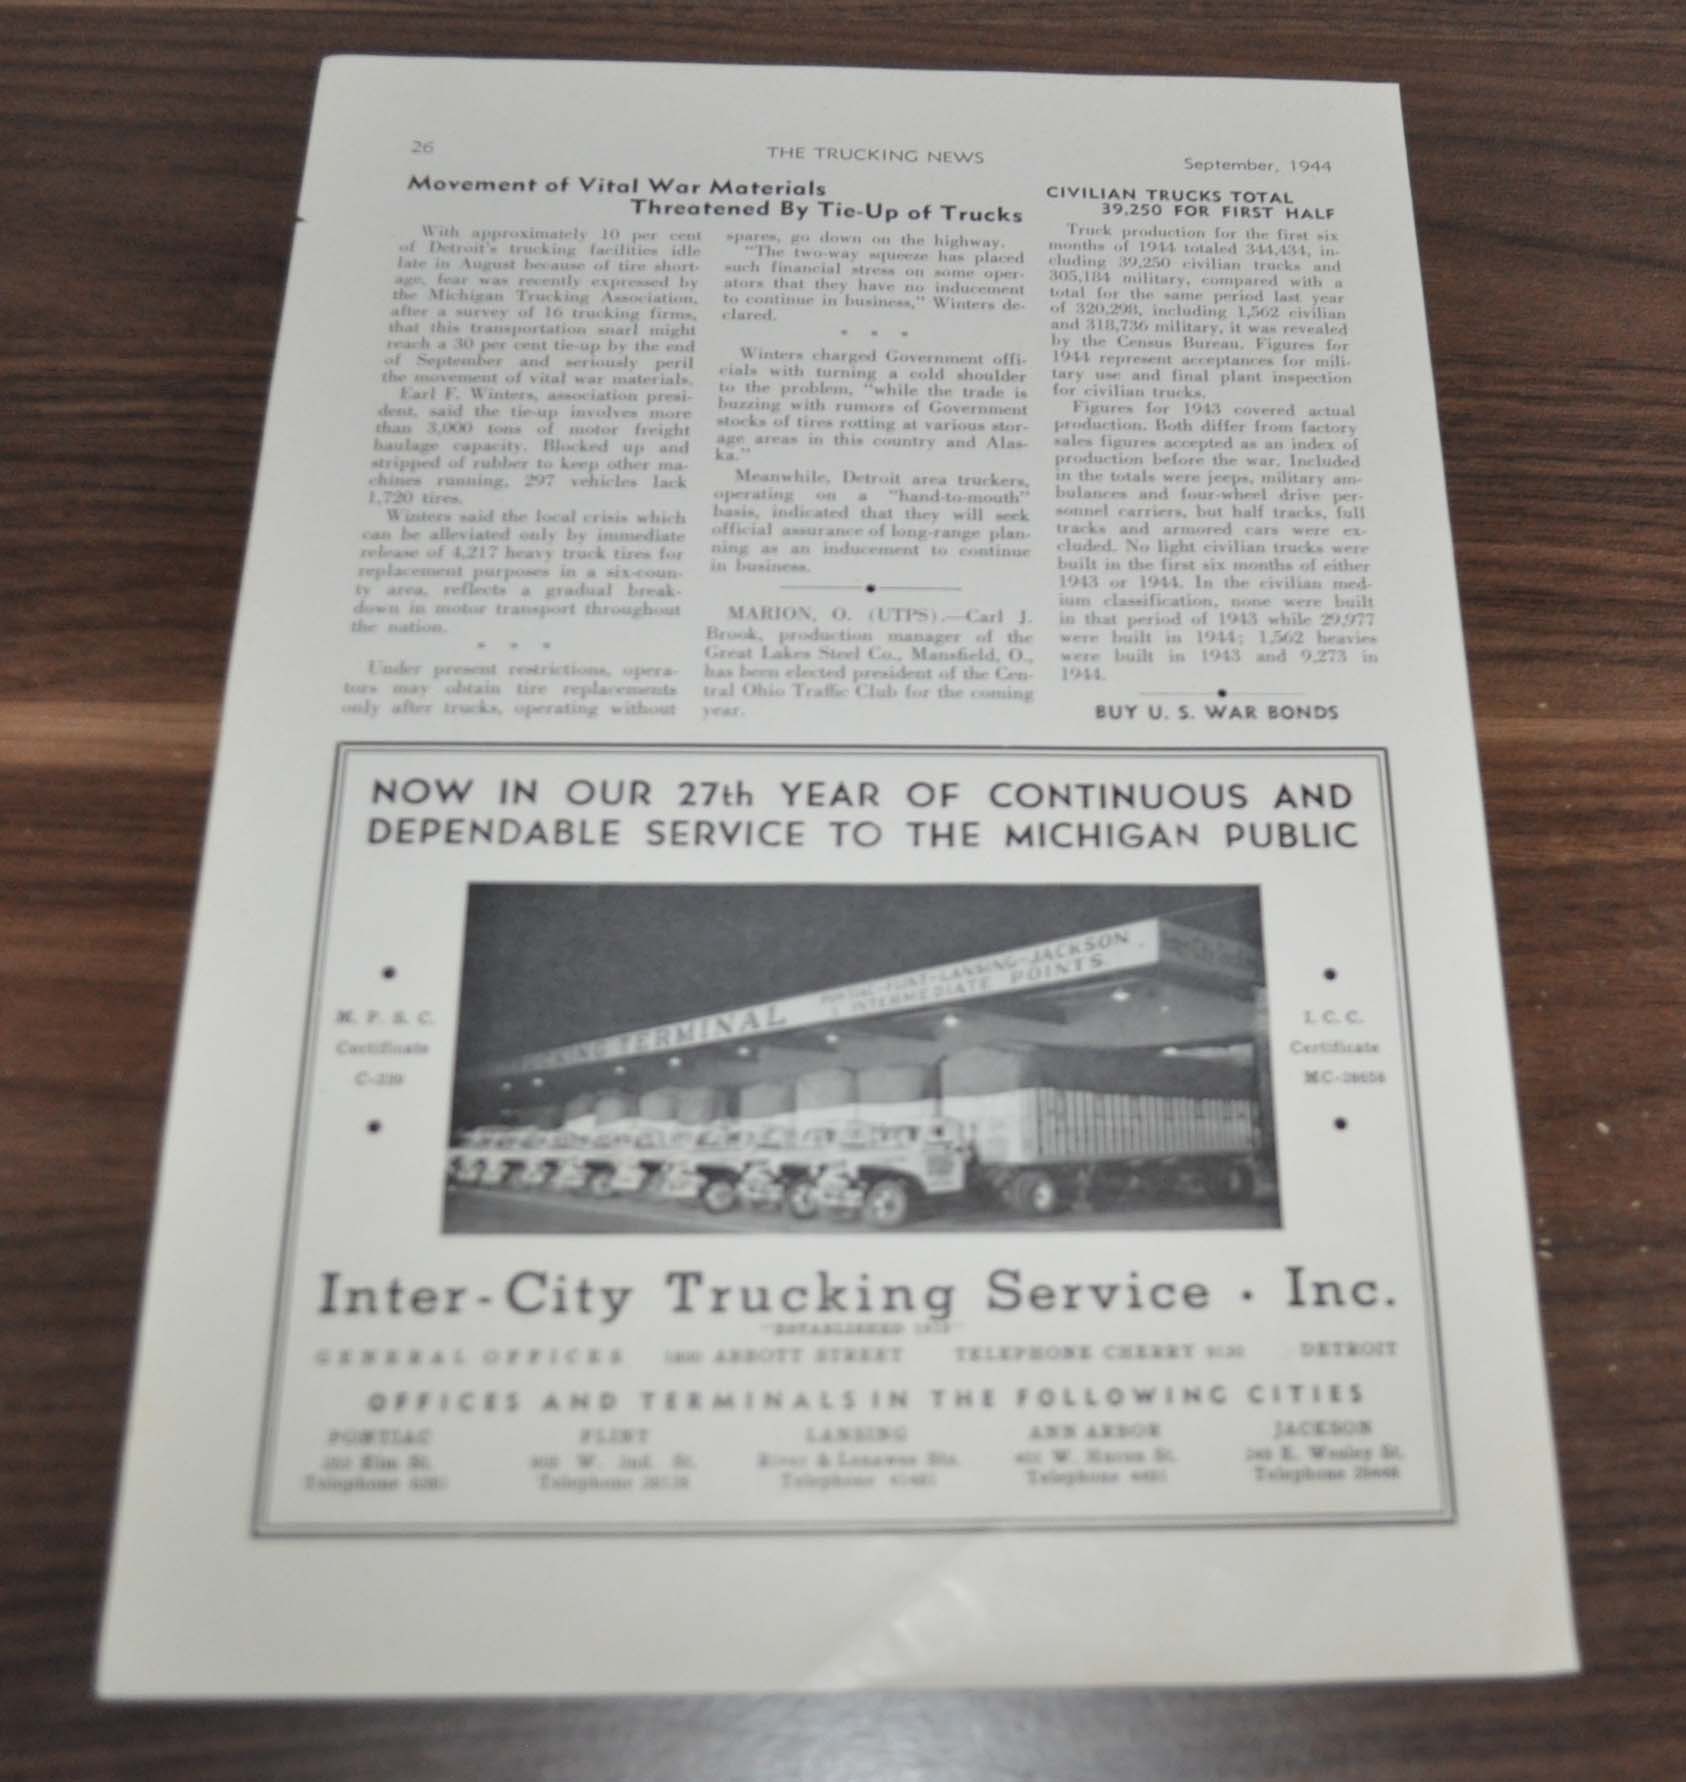 26
THE TRUCKING NEWS
September, 1944
Movement of Vital War Materials
Threatened By Tie-Up of Trucks
With approximately 10 per cent
of Detroit's trucking facilities idle
late in August because of tire short-
age, fear was recently expressed by
the Michigan Trucking Association,
after a survey of 16 trucking firms,
that this transportation snarl might
reach a 30 per cent tie-up by the end
of September and seriously peril
the movement of vital war materials.
Earl F. Winters, association presi-
dent, said the tie-up involves more
than 3,000 tons of motor freight
haulage capacity. Blocked up and
stripped of rubber to keep other ma-
chines running, 297 vehicles lack
1,720 tires.
Winters said the local crisis which
can be alleviated only by immediate
release of 4,217 heavy truck tires for
replacement purposes in a six-coun-
ty area, reflects a gradual break-
down in motor transport throughout
the nation.
* * *
Under present restrictions, opera-
tors may obtain tire replacements
only after trucks, operating without
spares, go down on the highway.
"The two-way squeeze has placed
such financial stress on some oper-
ators that they have no inducement
to continue in business," Winters de-
clared.
* * *
Winters charged Government offi-
cials with turning a cold shoulder
to the problem, "while the trade is
buzzing with rumors of Government
stocks of tires rotting at various stor-
age areas in this country and Alas-
ka."
Meanwhile, Detroit area truckers,
operating on a "hand-to-mouth"
basis, indicated that they will seek
official assurance of long-range plan-
ning as an inducement to continue
in business.
MARION, O. (UTPS).—Carl J.
Brook, production manager of the
Great Lakes Steel Co., Mansfield, O.,
has been elected president of the Cen-
tral Ohio Traffic Club for the coming
year.
CIVILIAN TRUCKS TOTAL
39,250 FOR FIRST HALF
Truck production for the first six
months of 1944 totaled 344,434, in-
cluding 39,250 civilian trucks and
305,184 military, compared with a
total for the same period last year
of 320,298, including 1,562 civilian
and 318,736 military, it was revealed
by the Census Bureau. Figures for
1944 represent acceptances for mili-
tary use and final plant inspection
for civilian trucks.
Figures for 1943 covered actual
production. Both differ from factory
sales figures accepted as an index of
production before the war. Included
in the totals were jeeps, military am-
bulances and four-wheel drive per-
sonnel carriers, but half tracks, full
tracks and armored cars were ex-
cluded. No light civilian trucks were
built in the first six months of either
1943 or 1944. In the civilian med-
ium classification, none were built
in that period of 1943 while 29,977
were built in 1944; 1,562 heavies
were built in 1943 and 9,273 in
1944.
BUY U. S. WAR BONDS
NOW IN OUR 27th YEAR OF CONTINUOUS AND
DEPENDABLE SERVICE TO THE MICHIGAN PUBLIC
TERMINAL
PONTIAC-FLINT-LANSING-JACKSON
INTERMEDIATE POINTS.
M. P. S. C.
Certificate
I. C. C.
Certificate
Inter-City Trucking Service · Inc.
GENERAL OFFICES ABBOTT STREET TELEPHONE CHERRY DETROIT
OFFICES AND TERMINALS IN THE FOLLOWING CITIES
PONTIAC
Elm St.
Telephone
FLINT
W. 2nd. St.
Telephone
LANSING
River & Lenawee Sts.
Telephone
ANN ARBOR
W. St.
Telephone
JACKSON
E. St.
Telephone